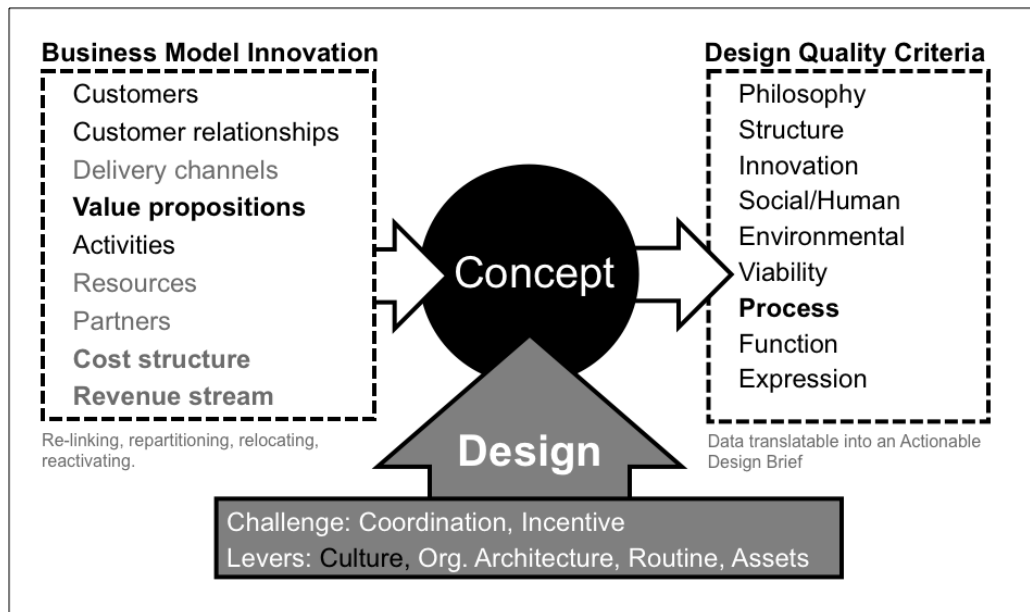 Business Model Innovation
Customers
Customer relationships
Delivery channels
Value propositions
Activities
Resources
Partners
Cost structure
Revenue stream
Re-linking, repartitioning, relocating,
reactivating.
Concept
Design
Challenge: Coordination, Incentive
Levers: Culture, Org. Architecture, Routine, Assets
Design Quality Criteria
Philosophy
Structure
Innovation
Social/Human
Environmental
Viability
Process
Function
Expression
Data translatable into an Actionable
Design Brief